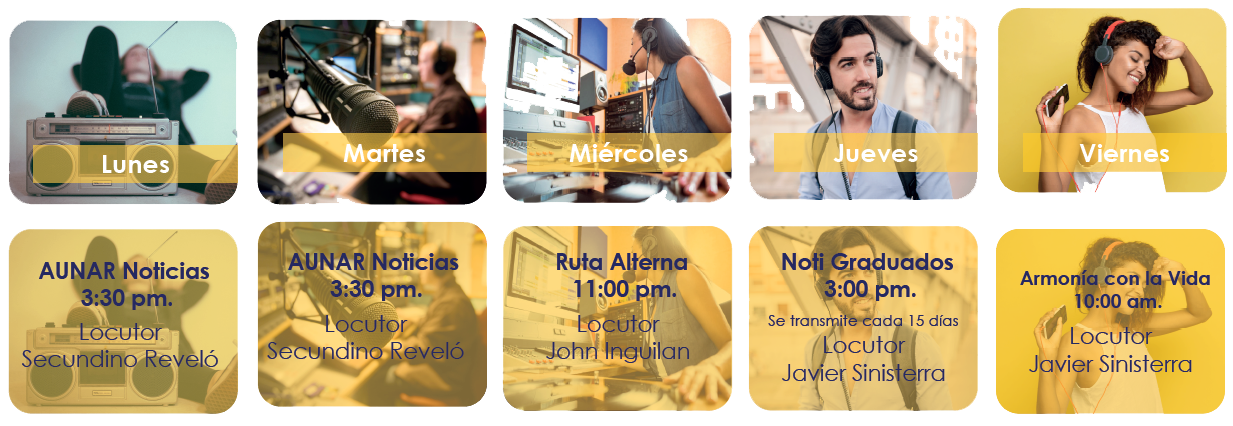 Lunes
Martes
Miércoles
Jueves
Viernes
AUNAR Noticias
3:30 pm.
Locutor
Secundino Reveló
AUNAR Noticias
3:30 pm.
Locutor
Secundino Reveló
Ruta Alterna
11:00 pm.
Locutor
John Inguilan
Noti Graduados
3:00 pm.
Se transmite cada 15 días
Locutor
Javier Sinisterra
Armonía con la Vida
10:00 am.
Locutor
Javier Sinisterra